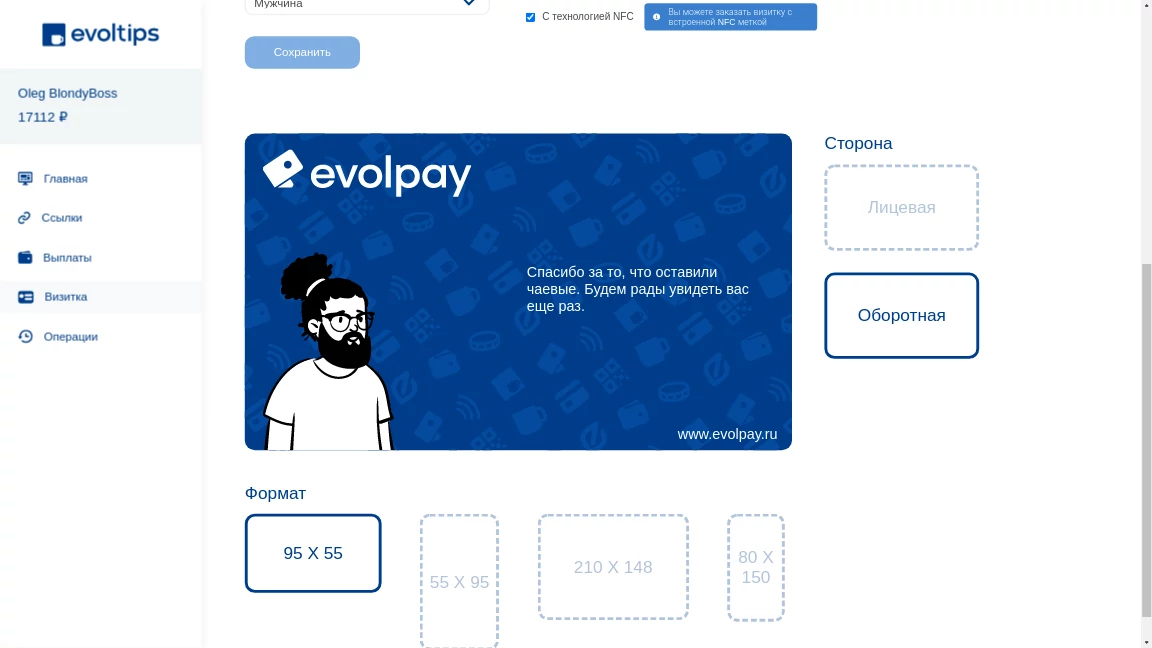 evoltips
Oleg BlondyBoss
17112 ₽
Главная
Ссылки
Выплаты
Визитка
Операции
Мужчина
С технологией NFC
Вы можете заказать визитку с
встроенной NFC меткой
Сохранить
evolpay
Спасибо за то, что оставили
чаевые. Будем рады увидеть вас
еще раз.
www.evolpay.ru
Сторона
Лицевая
Оборотная
Формат
95 X 55
55 X 95
210 X 148
80 X
150